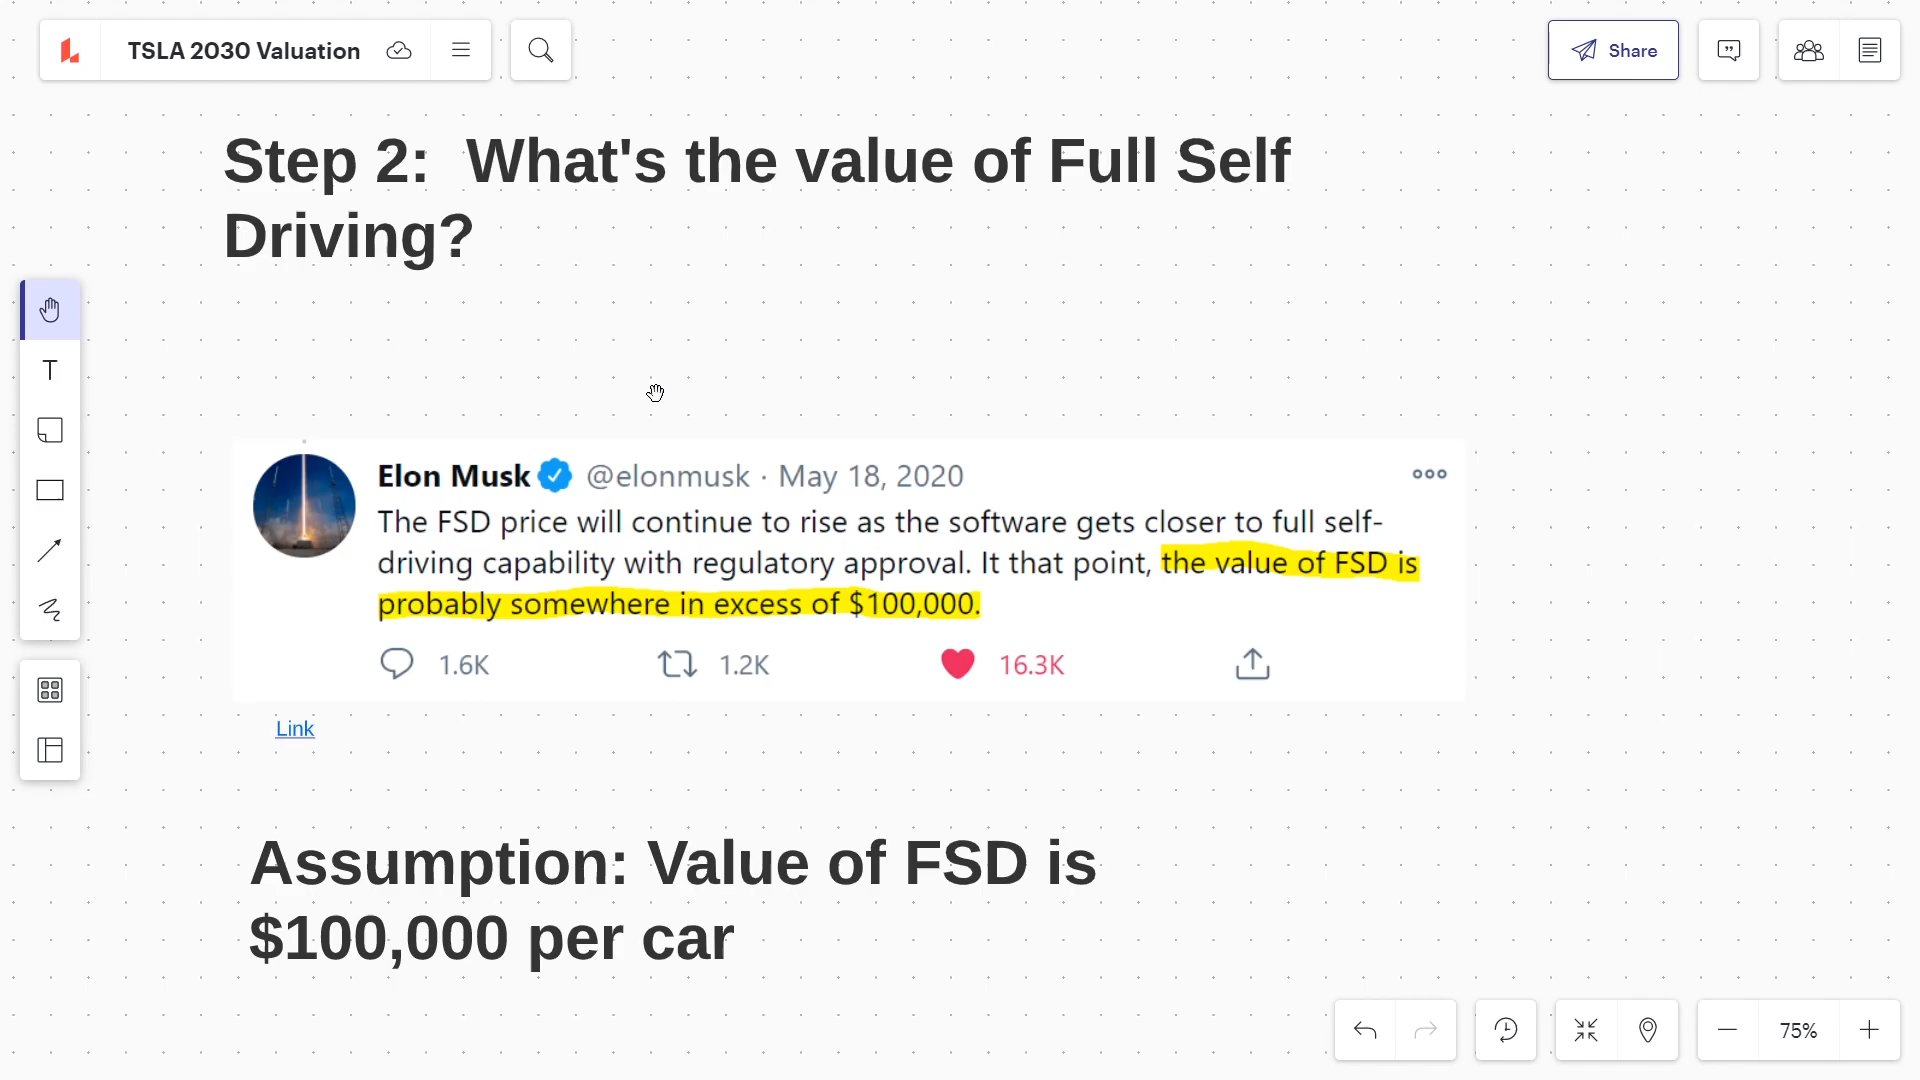 TSLA 2030 Valuation
Share
Step 2: What's the value of Full Self
Driving?
T
Elon Musk @elonmusk · May 18, 2020
The FSD price will continue to rise as the software gets closer to full self-
driving capability with regulatory approval. It that point, the value of FSD is
probably somewhere in excess of $100,000.
1.6K 1.2K 16.3K
Link
Assumption: Value of FSD is
$100,000 per car
75%